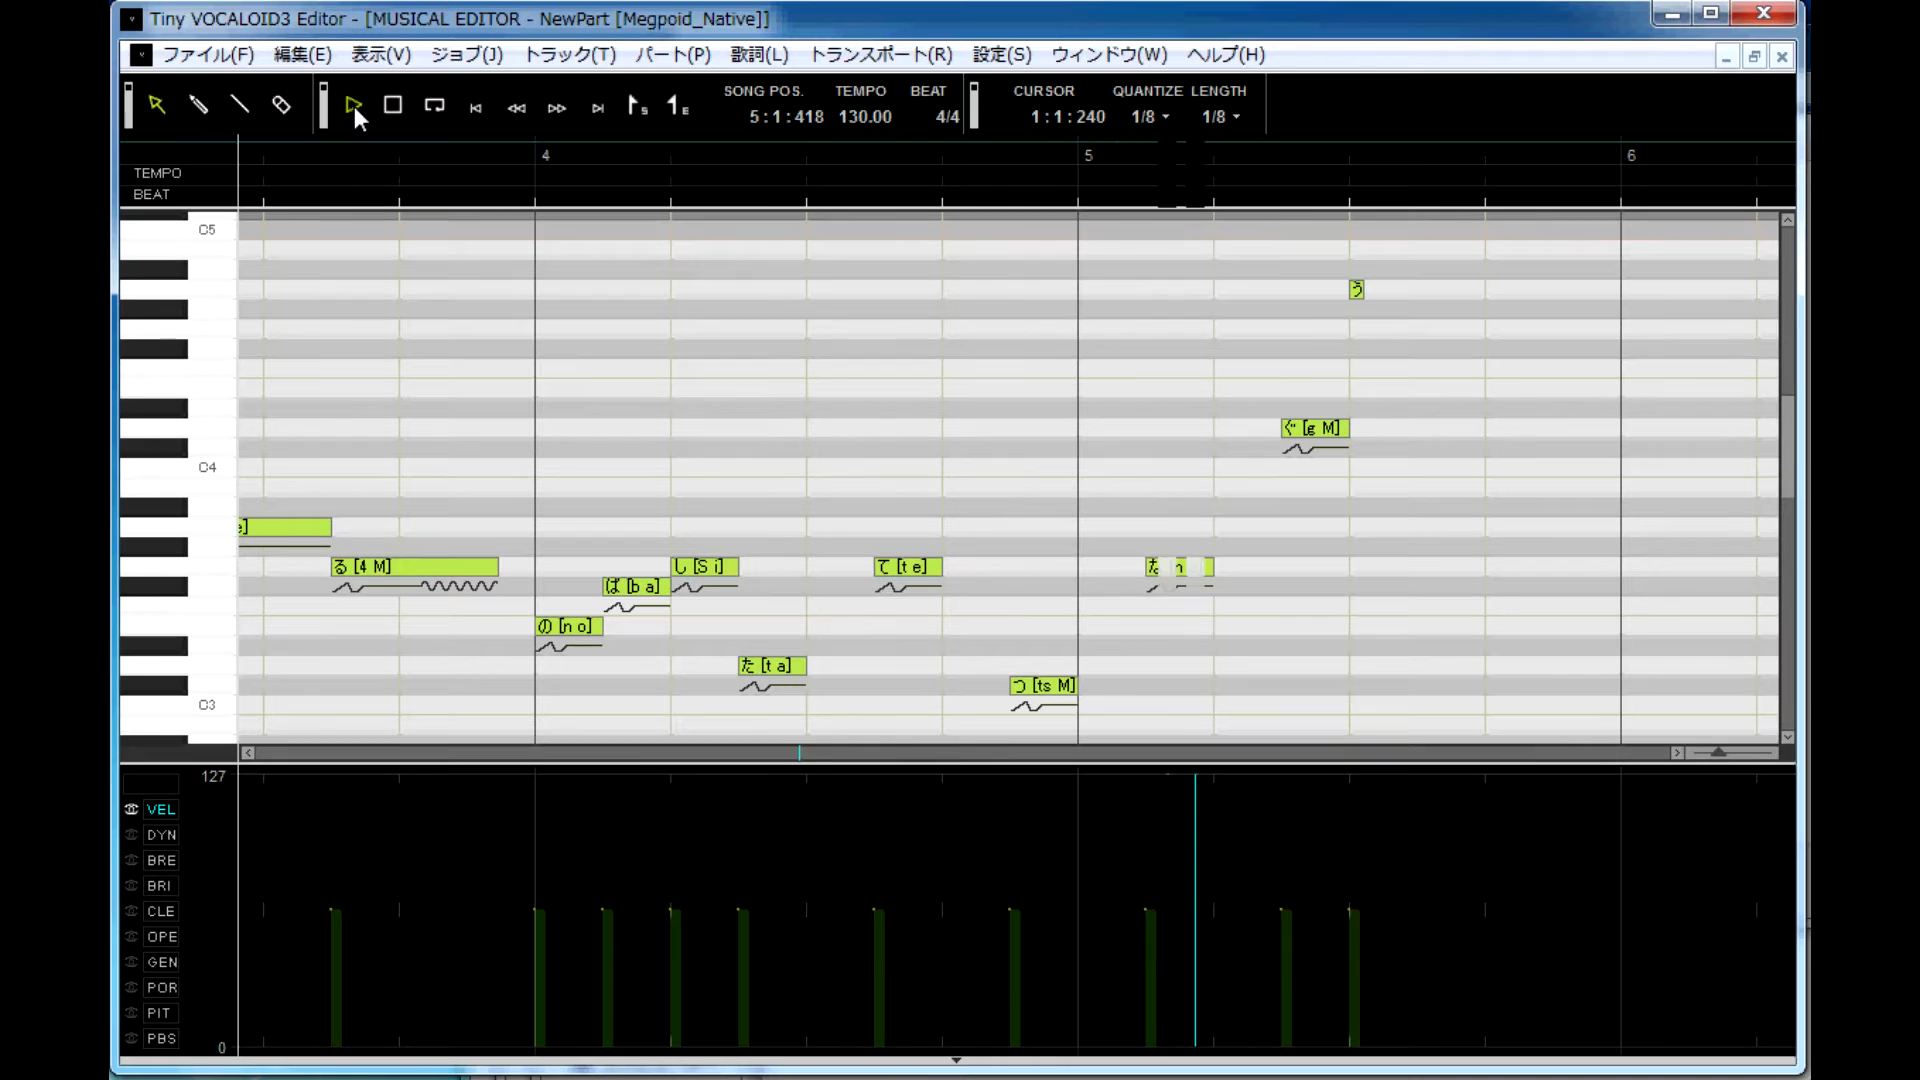 Tiny VOCALOID3 Editor - [MUSICAL EDITOR - NewPart [Megpoid_Native]]
ファイル(F) 編集(E) 表示(V) ジョブ(J) トラック(T) パート(P) 歌詞(L) トランスポート(R) 設定(S) ウィンドウ(W) ヘルプ(H)
SONG POS. TEMPO BEAT CURSOR QUANTIZE LENGTH
5:1:418 130.00 4/4 1:1:240 1/8 1/8
4 5 6
TEMPO
BEAT
C5
う
ぐ [g M]
C4
e]
る [4 M] し [S i] て [t e]
ば [b a]
の [n o]
た [t a]
つ [ts M]
C3
127
VEL
DYN
BRE
BRI
CLE
OPE
GEN
POR
PIT
PBS
0